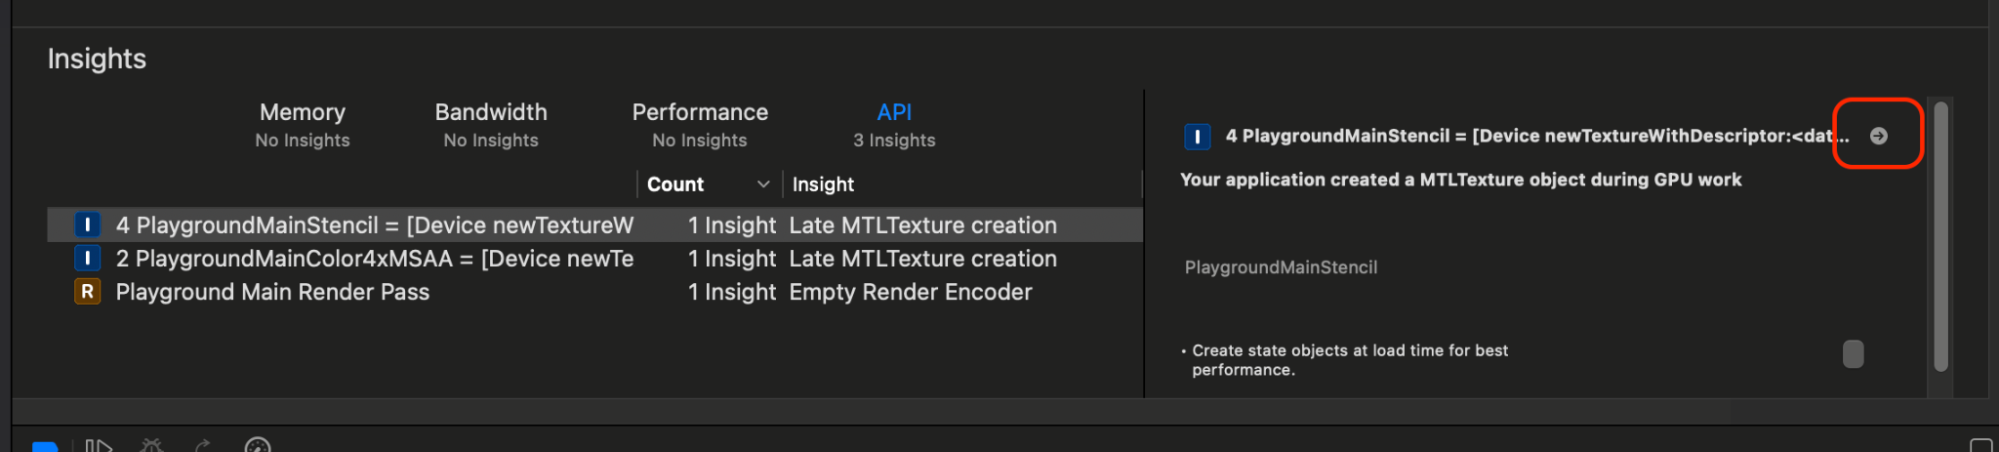 Insights
Memory Bandwidth Performance API
No Insights No Insights No Insights 3 Insights
Count Insight
I 4 PlaygroundMainStencil = [Device newTextureW 1 Insight Late MTLTexture creation
I 2 PlaygroundMainColor4xMSAA = [Device newTe 1 Insight Late MTLTexture creation
R Playground Main Render Pass 1 Insight Empty Render Encoder
I 4 PlaygroundMainStencil = [Device newTextureWithDescriptor:<dat...
Your application created a MTLTexture object during GPU work
PlaygroundMainStencil
• Create state objects at load time for best
performance.